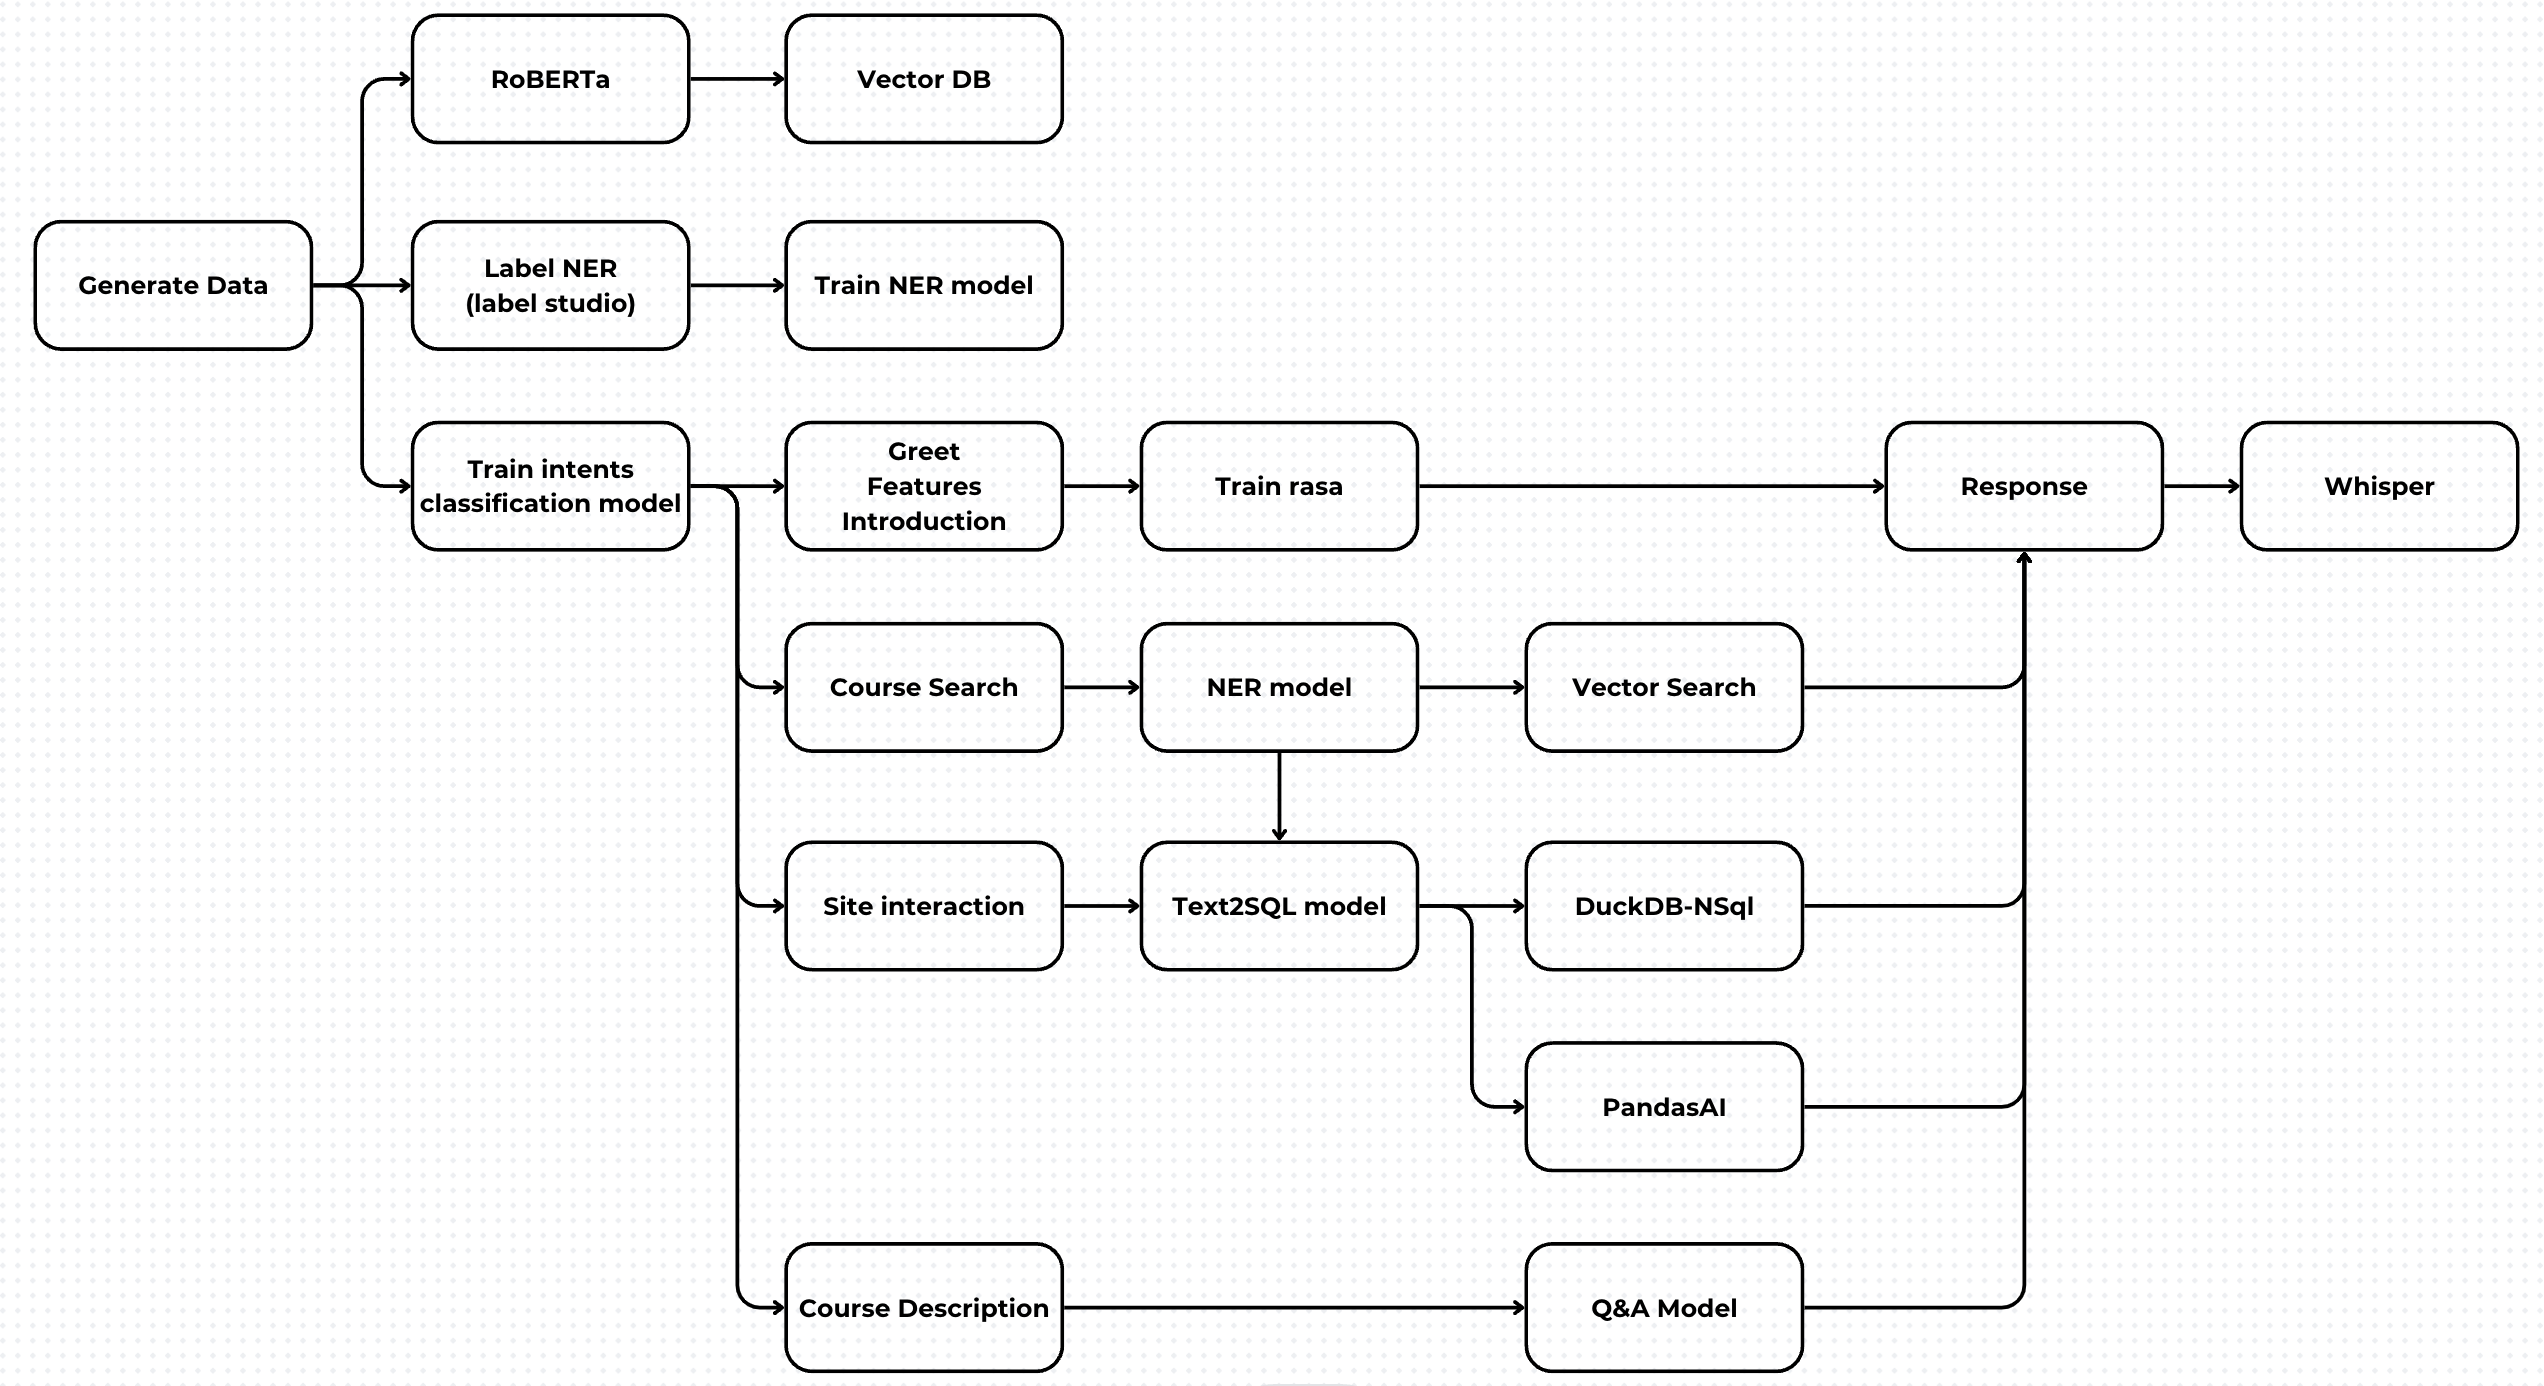 RoBERTa
Vector DB
Generate Data
Label NER
(label studio)
Train NER model
Train intents
classification model
Greet
Features
Introduction
Train rasa
Response
Whisper
Course Search
NER model
Vector Search
Site interaction
Text2SQL model
DuckDB-NSql
PandasAI
Course Description
Q&A Model